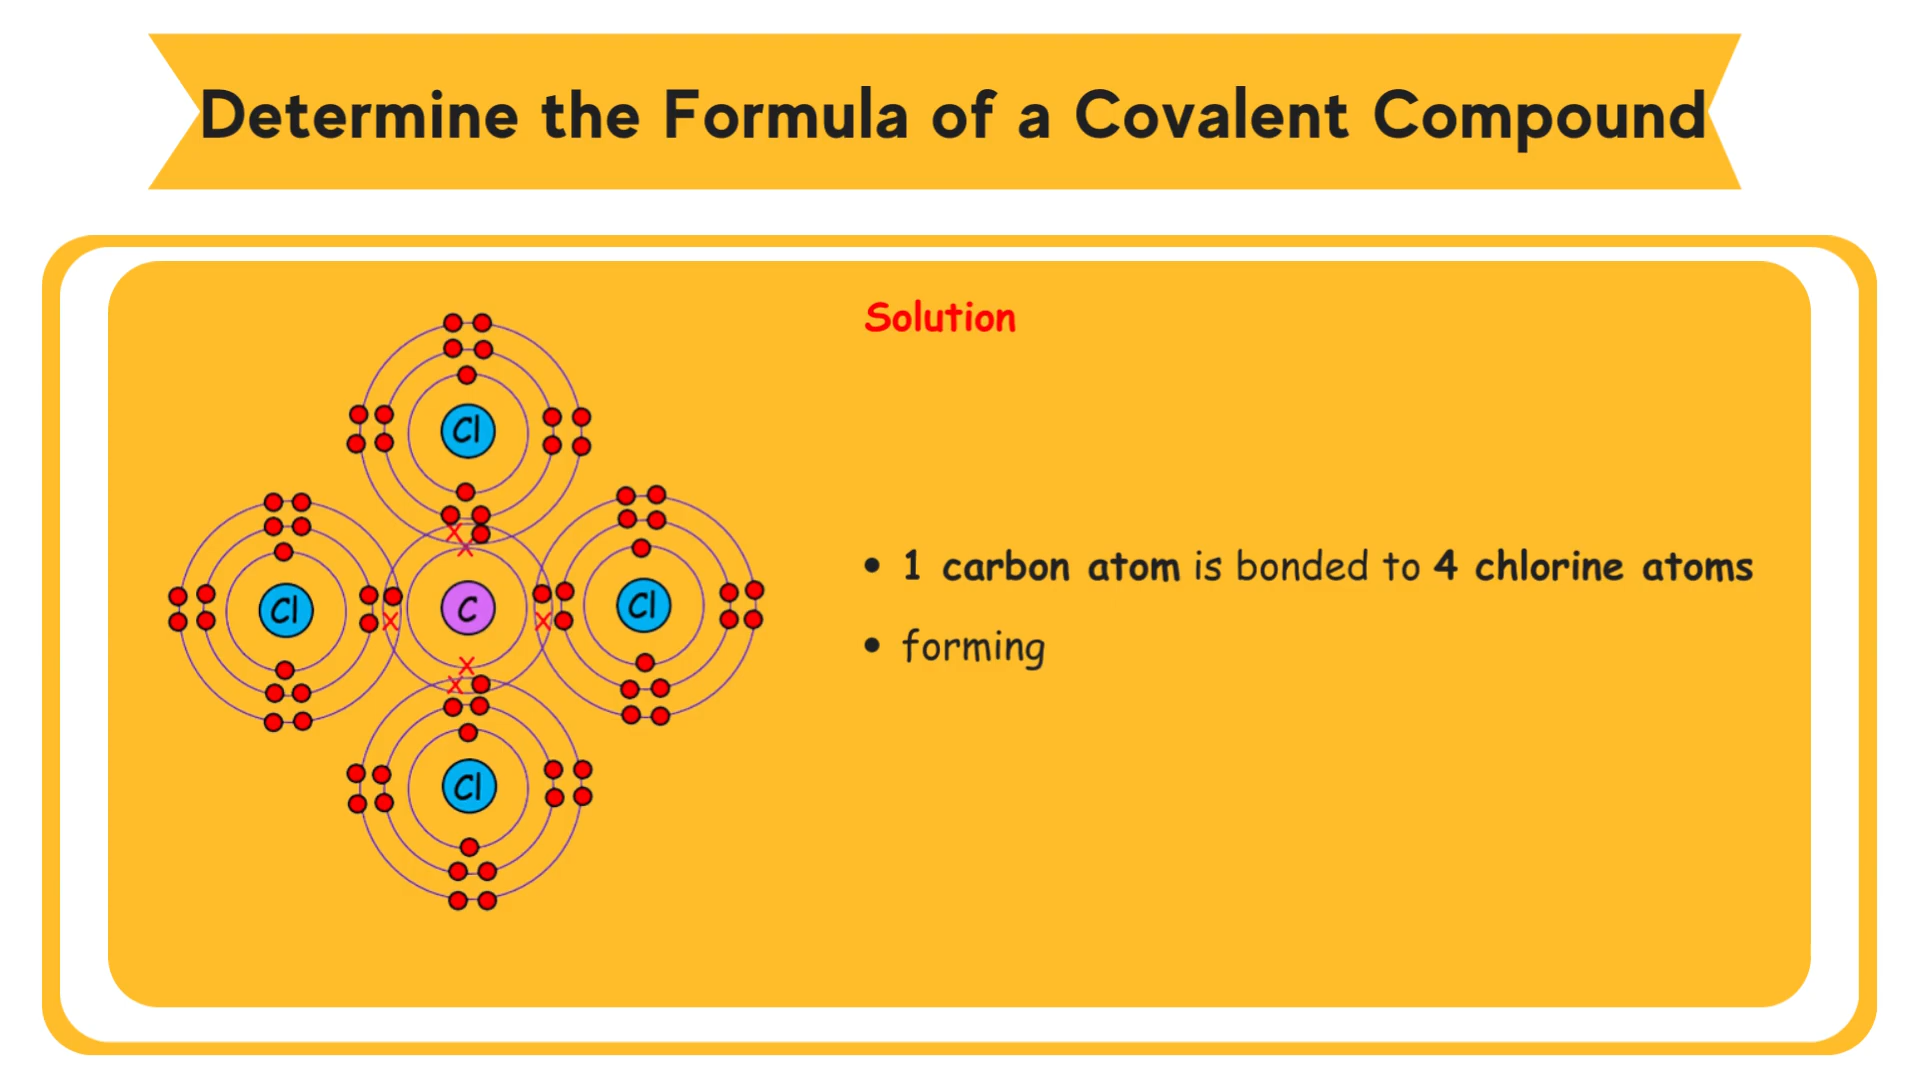 Determine the Formula of a Covalent Compound
Solution
Cl
Cl
C
Cl
Cl
• 1 carbon atom is bonded to 4 chlorine atoms
• forming